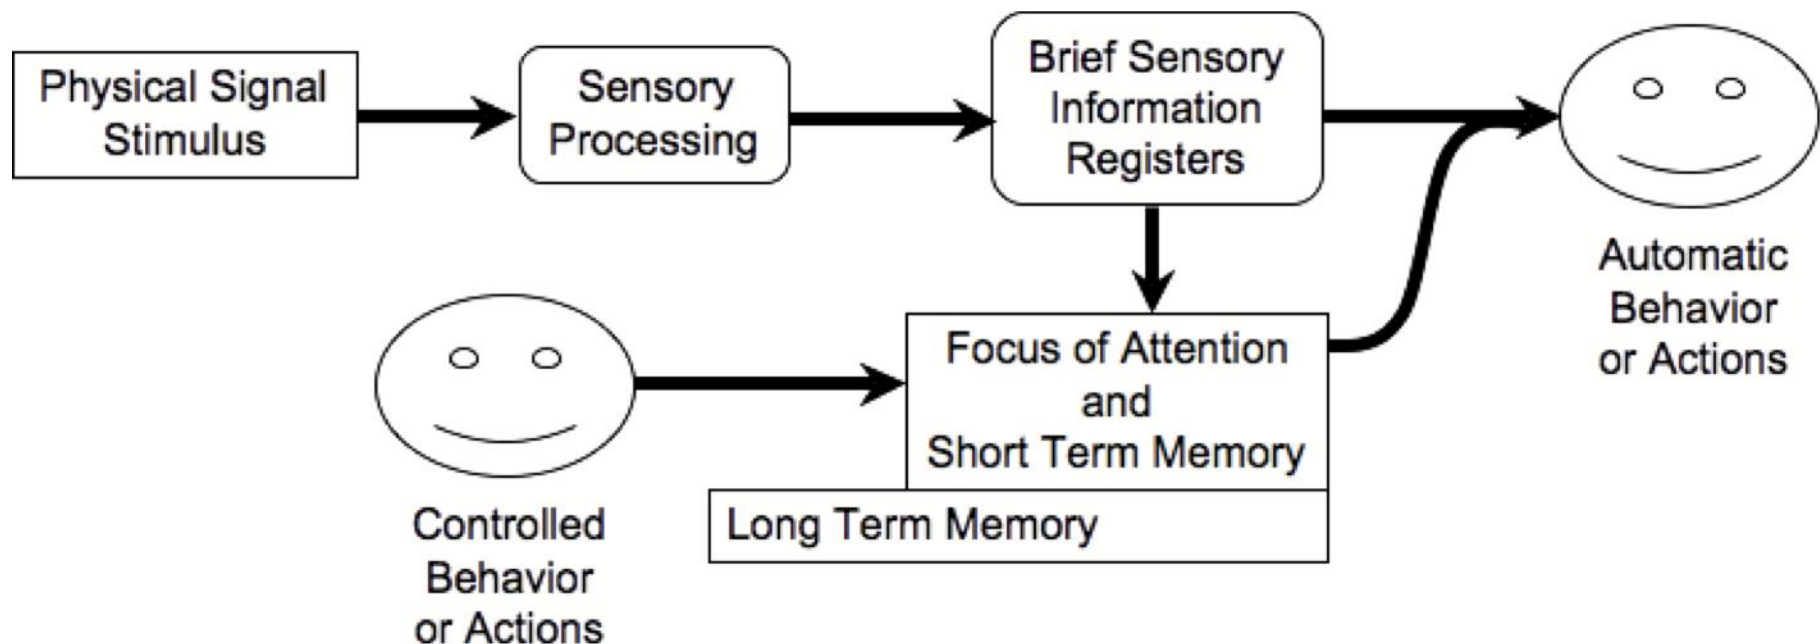 Physical Signal
Stimulus
Sensory
Processing
Brief Sensory
Information
Registers
Automatic
Behavior
or Actions
Controlled
Behavior
or Actions
Focus of Attention
and
Short Term Memory
Long Term Memory